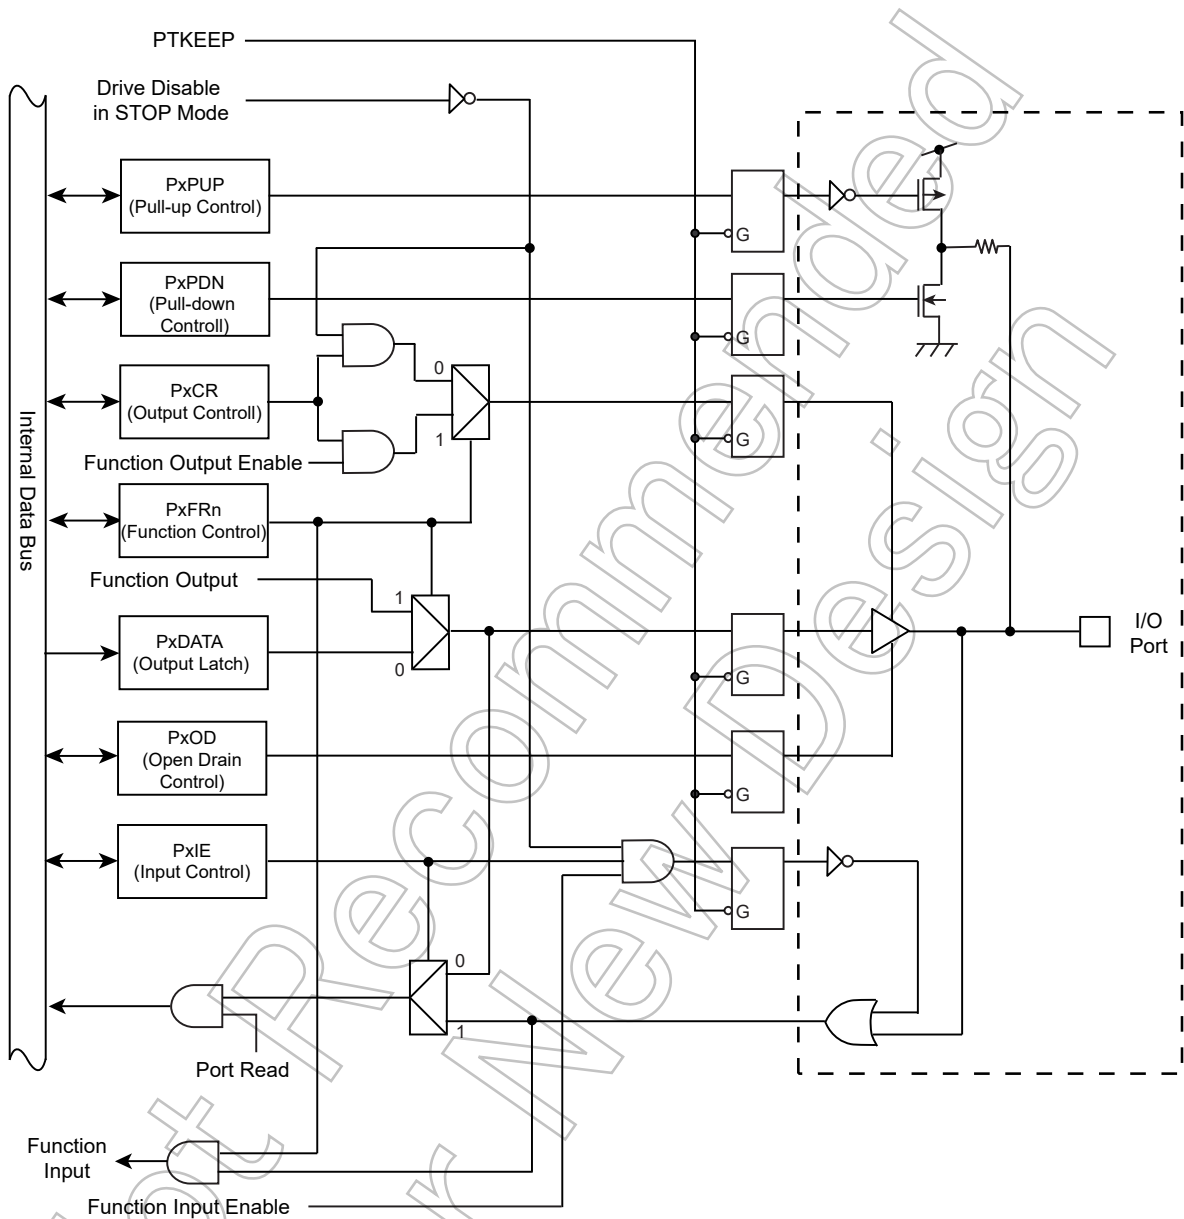 PTKEEP
Drive Disable
in STOP Mode
PxPUP
(Pull-up Control)
G
PxPDN
(Pull-down
Controll)
G
0
PxCR
(Output Controll)
1
G
Function Output Enable
Internal Data Bus
PxFRn
(Function Control)
Function Output
1
PxDATA
(Output Latch)
0
G
I/O
Port
PxOD
(Open Drain
Control)
G
PxIE
(Input Control)
G
0
1
Port Read
Function
Input
Function Input Enable
ot Recommended
r New Design